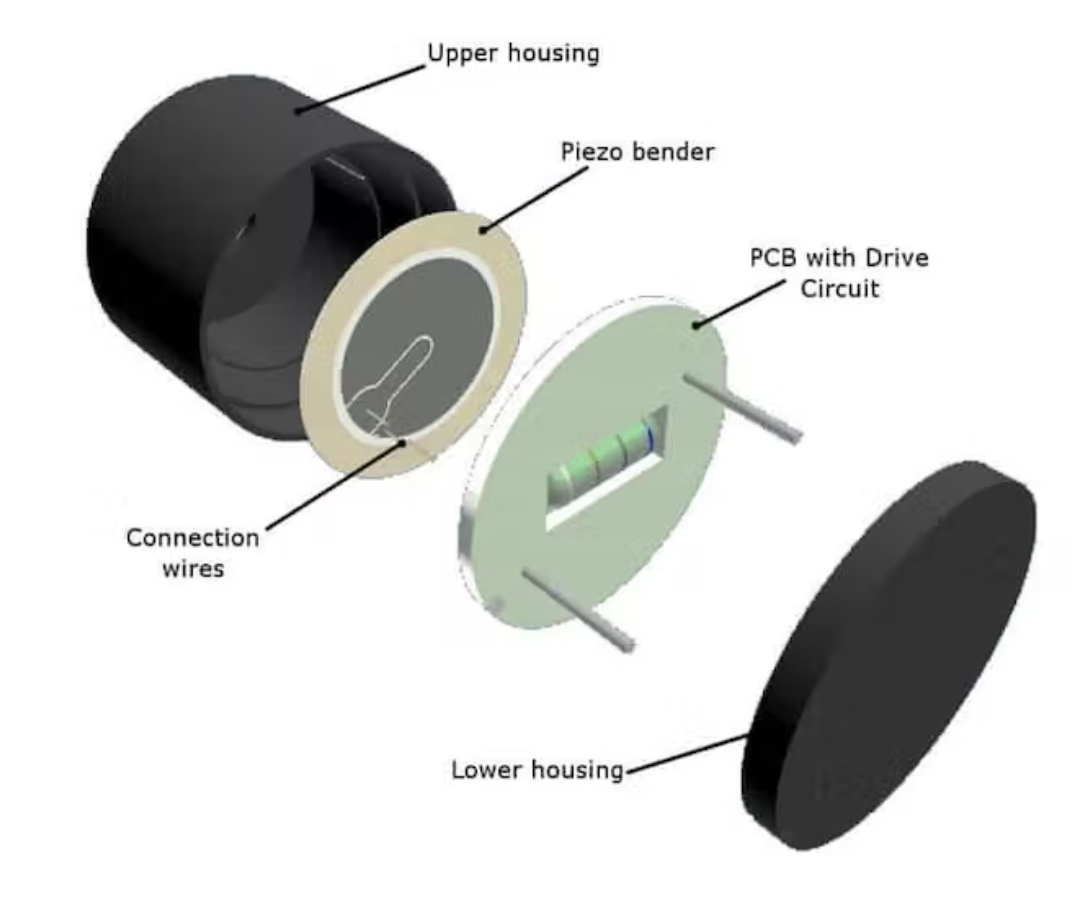 Upper housing
Piezo bender
PCB with Drive
Circuit
Connection
wires
Lower housing